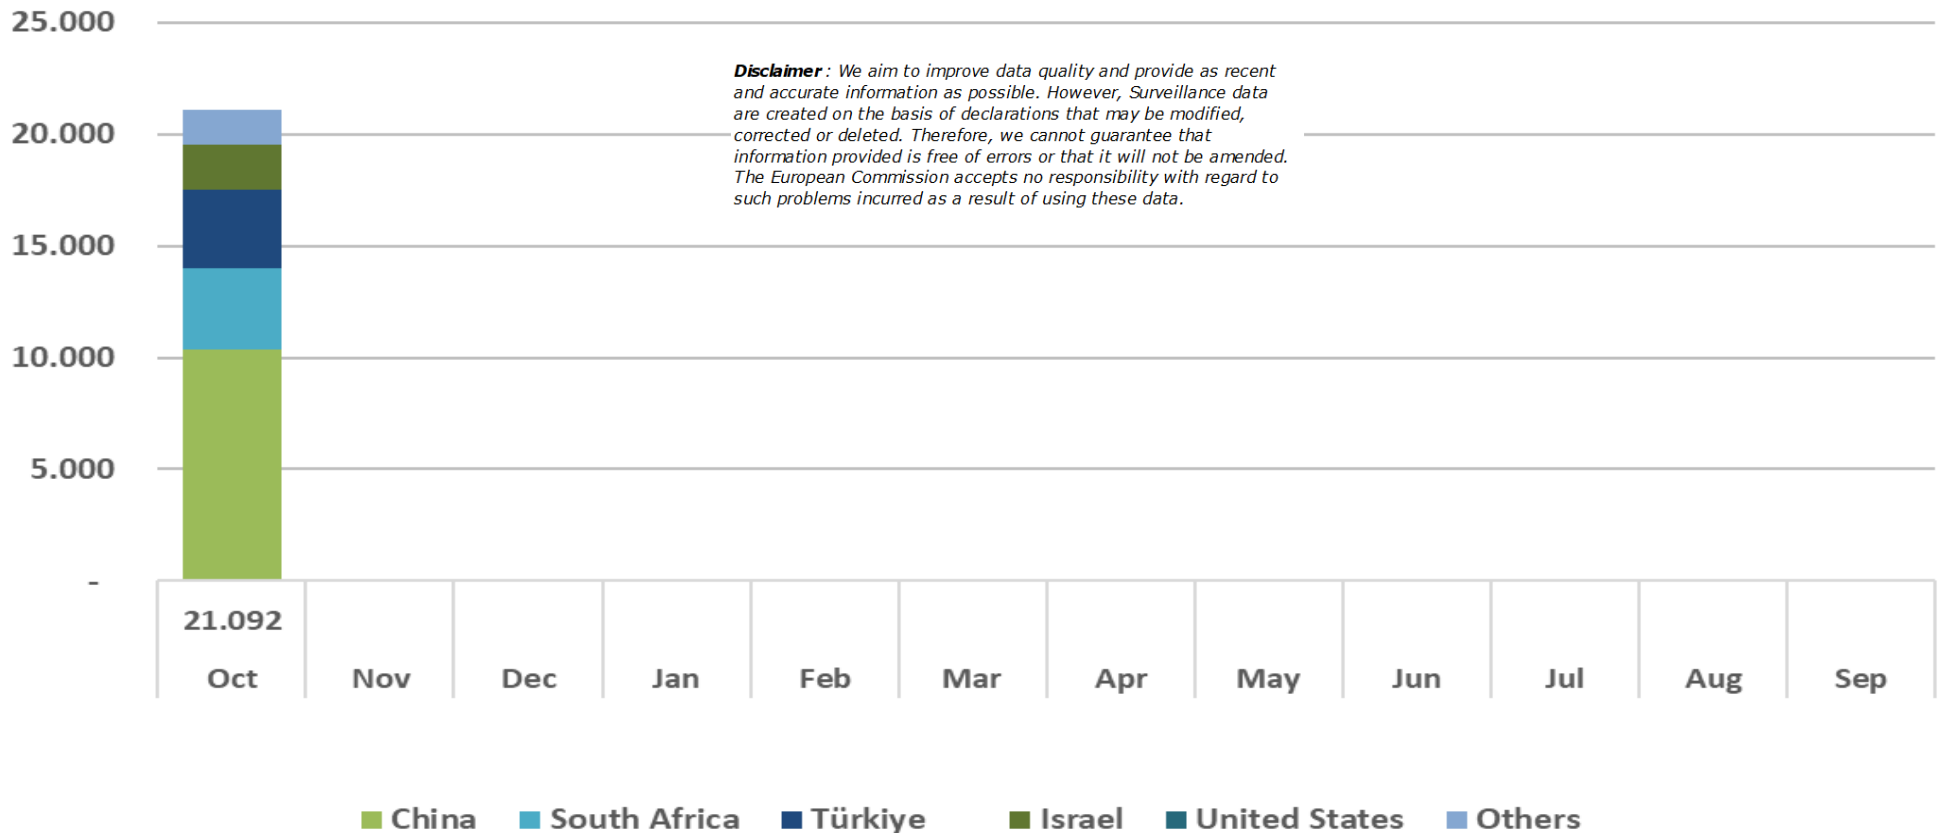 25.000
Disclaimer : We aim to improve data quality and provide as recent
and accurate information as possible. However, Surveillance data
are created on the basis of declarations that may be modified,
20.000
corrected or deleted. Therefore, we cannot guarantee that
information provided is free of errors or that it will not be amended.
The European Commission accepts no responsibility with regard to
such problems incurred as a result of using these data.
15.000
10.000
5.000
-
21.092
Oct Nov Dec Jan Feb Mar Apr May Jun Jul Aug Sep
China South Africa Türkiye Israel United States Others